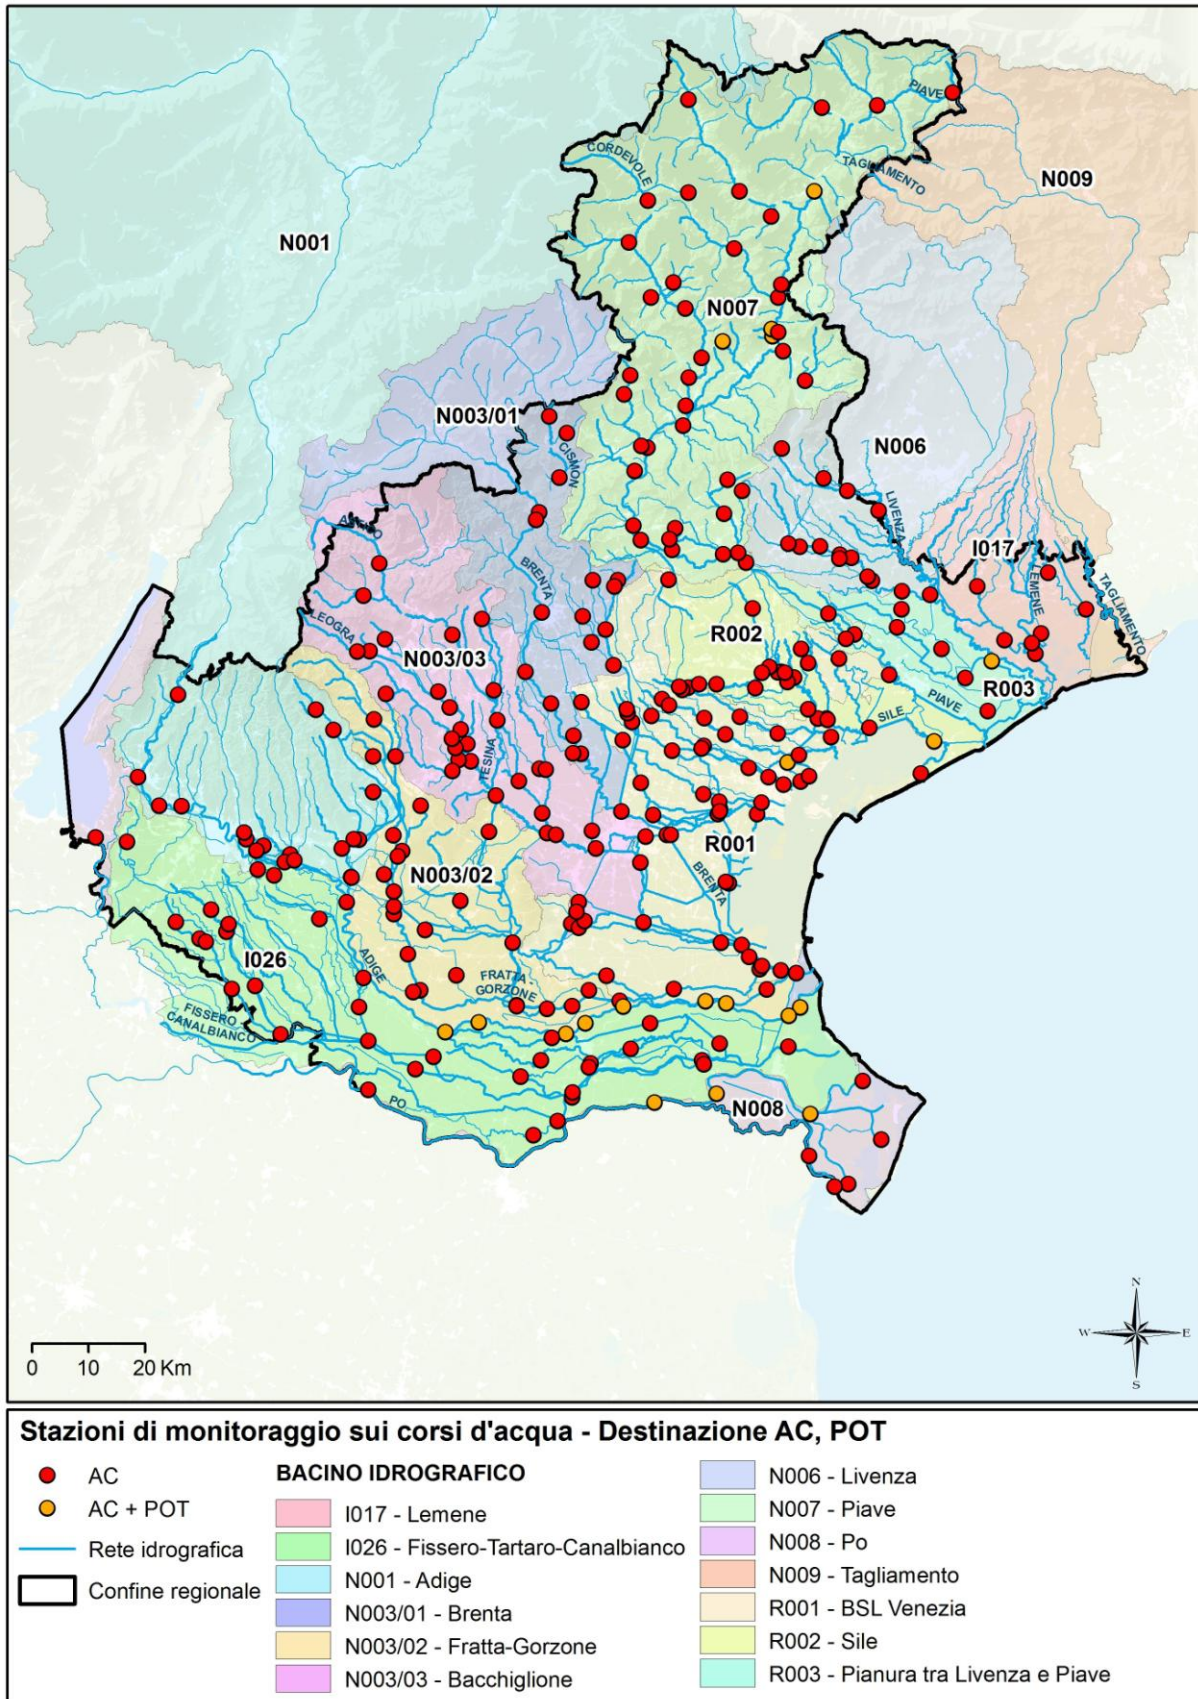 PIAVE
CORDEVOLE
TAGLIAMENTO
N009
N001
N007
N003/01
CISMON
N006
LIVENZA
I017
LEMENE
TAGLIAMENTO
BRENTA
LEOGRA
R002
N003/03
R003
PIAVE
SILE
TESINA
R001
N003/02
BRENTA
I026
ADIGE
FRATTA -
GORZONE
FISSERO -
CANALBIANCO
PO
N008
0 10 20 Km
N
W E
S
Stazioni di monitoraggio sui corsi d'acqua - Destinazione AC, POT
AC
AC + POT
Rete idrografica
Confine regionale
BACINO IDROGRAFICO
I017 - Lemene
I026 - Fissero-Tartaro-Canalbianco
N001 - Adige
N003/01 - Brenta
N003/02 - Fratta-Gorzone
N003/03 - Bacchiglione
N006 - Livenza
N007 - Piave
N008 - Po
N009 - Tagliamento
R001 - BSL Venezia
R002 - Sile
R003 - Pianura tra Livenza e Piave